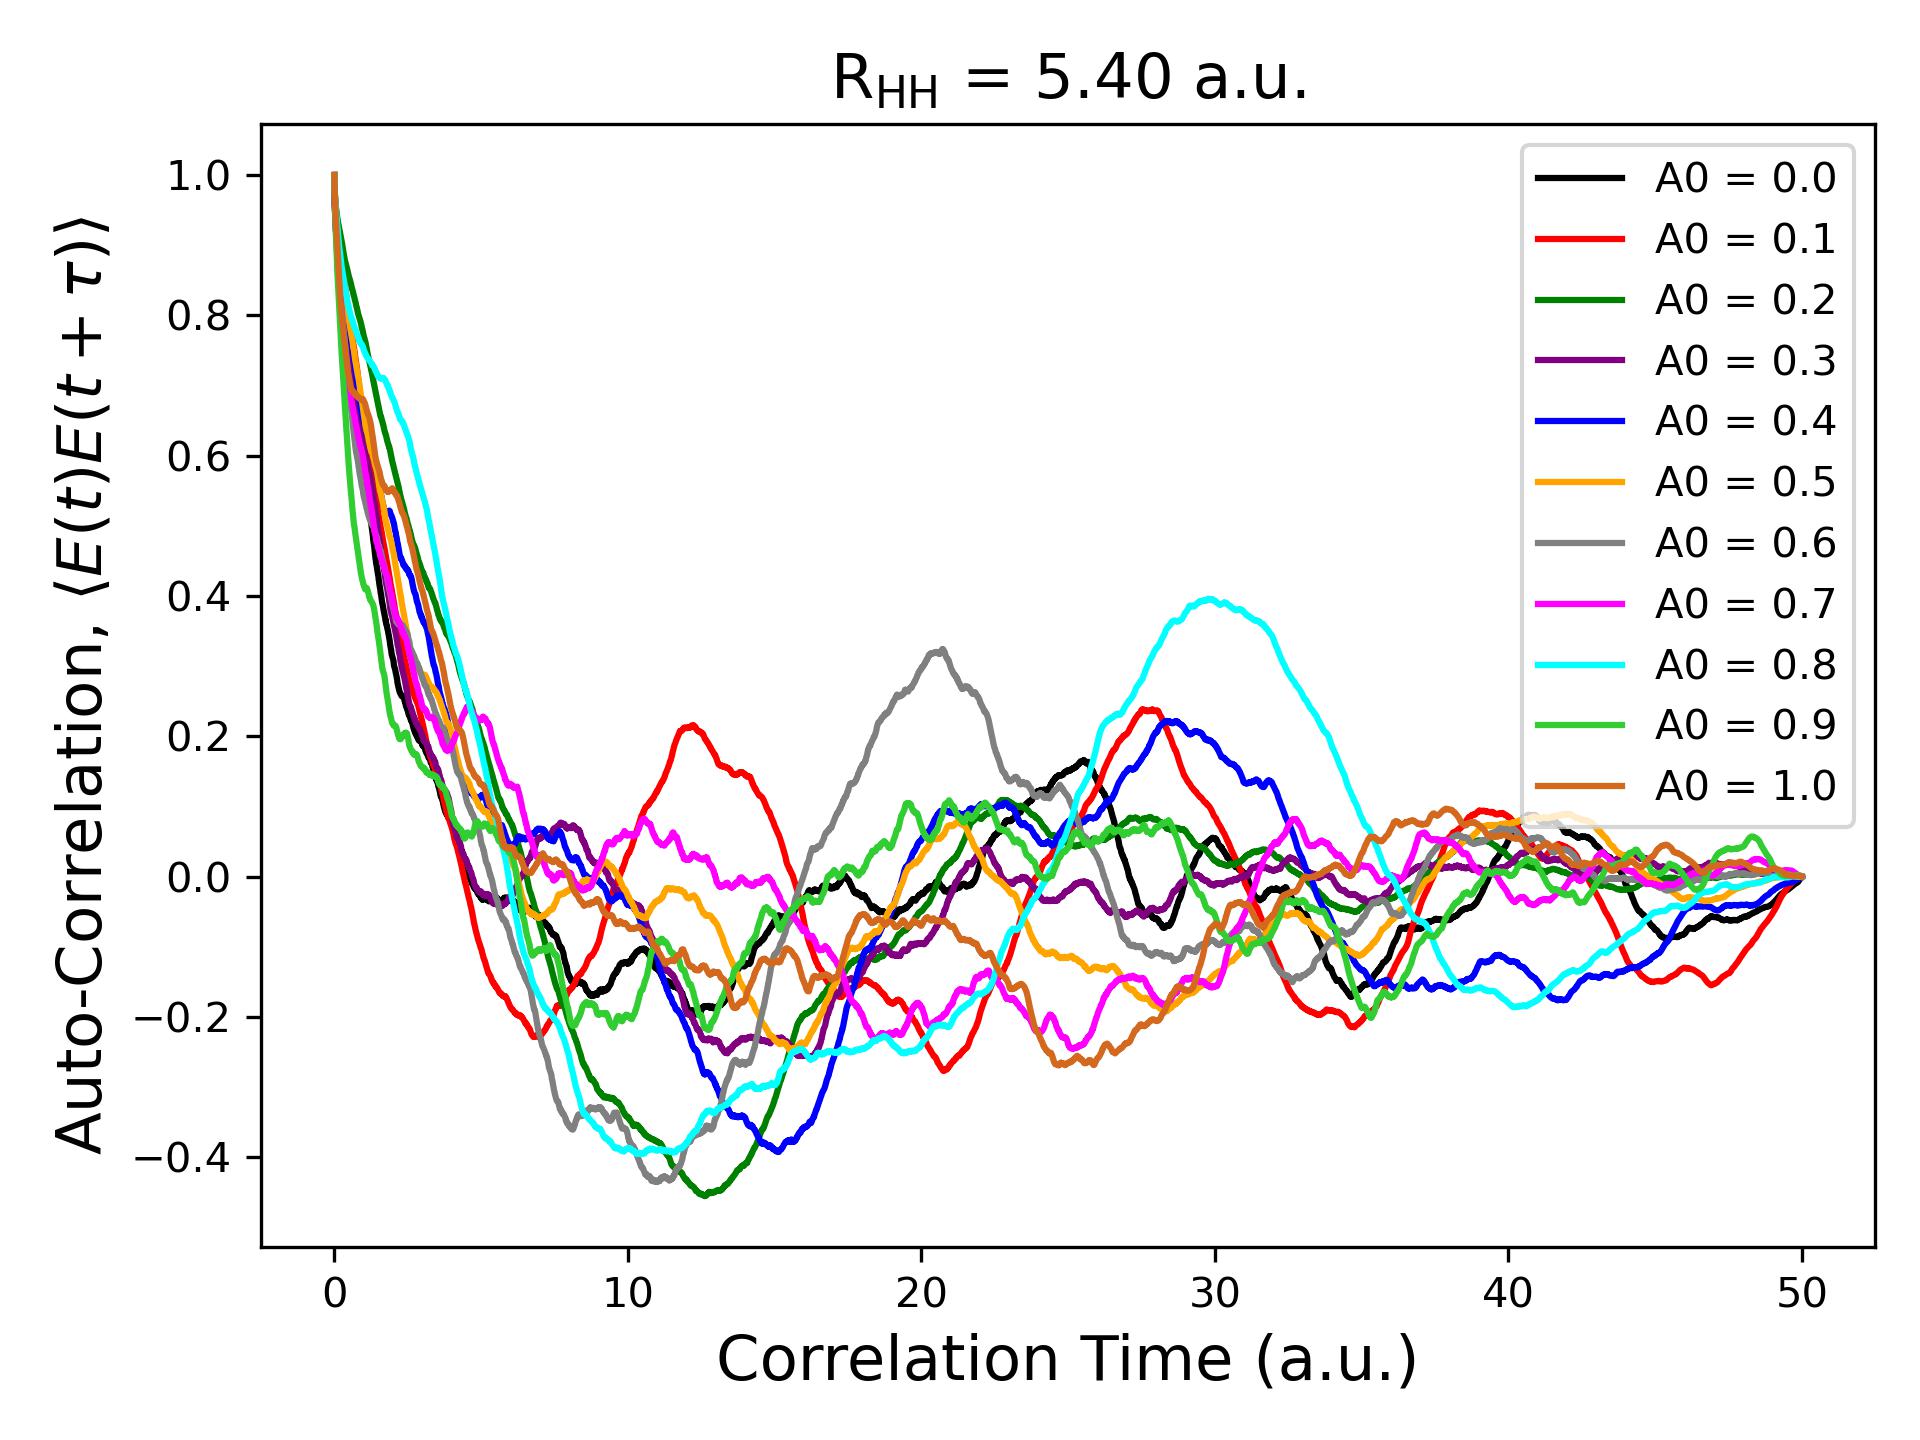 R_HH = 5.40 a.u.
Auto-Correlation, ⟨E(t)E(t + τ)⟩
1.0
0.8
0.6
0.4
0.2
0.0
−0.2
−0.4
A0 = 0.0
A0 = 0.1
A0 = 0.2
A0 = 0.3
A0 = 0.4
A0 = 0.5
A0 = 0.6
A0 = 0.7
A0 = 0.8
A0 = 0.9
A0 = 1.0
0 10 20 30 40 50
Correlation Time (a.u.)